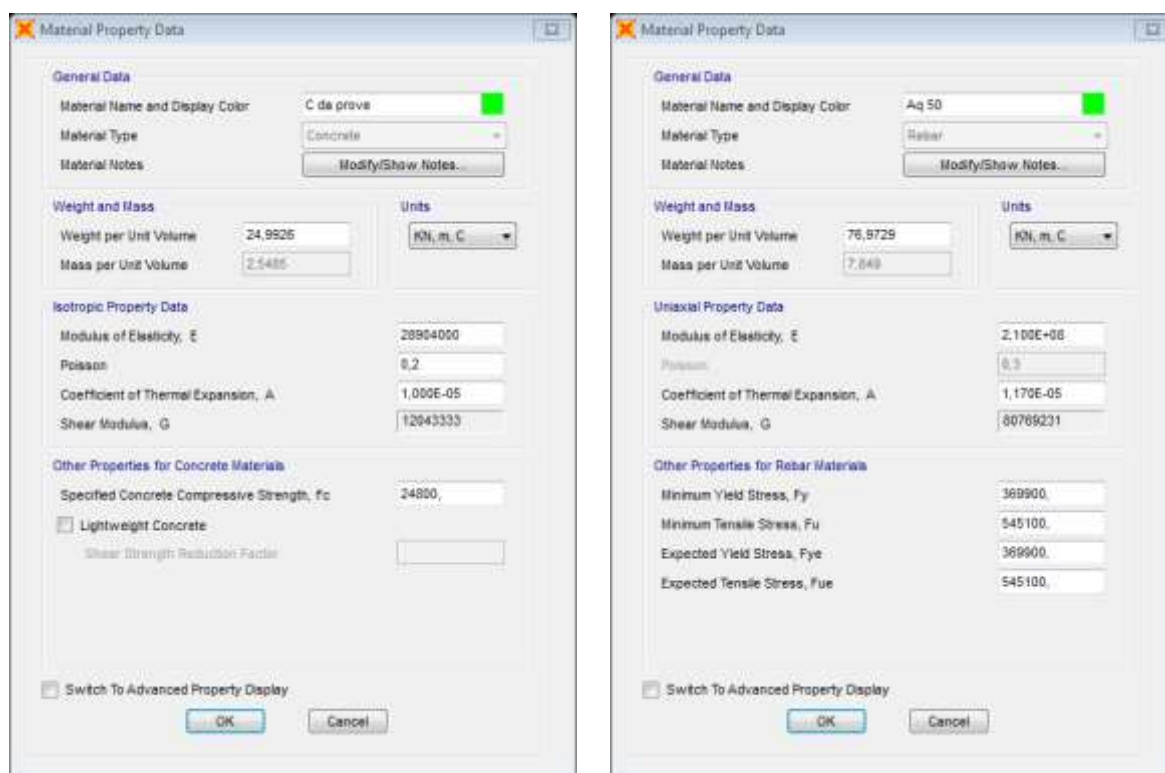 Material Property Data
General Data
Material Name and Display Color C da prove
Material Type Concrete
Material Notes Modify/Show Notes...
Weight and Mass Units
Weight per Unit Volume 24,9926 KN, m, C
Mass per Unit Volume 2,5485
Isotropic Property Data
Modulus of Elasticity, E 28904000
Poisson 0,2
Coefficient of Thermal Expansion, A 1,000E-05
Shear Modulus, G 12043333
Other Properties for Concrete Materials
Specified Concrete Compressive Strength, f'c 24800,
Lightweight Concrete
Shear Strength Reduction Factor
Switch To Advanced Property Display
OK Cancel
Material Property Data
General Data
Material Name and Display Color Aq 50
Material Type Rebar
Material Notes Modify/Show Notes...
Weight and Mass Units
Weight per Unit Volume 76,9729 KN, m, C
Mass per Unit Volume 7,849
Uniaxial Property Data
Modulus of Elasticity, E 2,100E+08
Poisson 0,3
Coefficient of Thermal Expansion, A 1,170E-05
Shear Modulus, G 80769231
Other Properties for Rebar Materials
Minimum Yield Stress, Fy 369900,
Minimum Tensile Stress, Fu 545100,
Expected Yield Stress, Fye 369900,
Expected Tensile Stress, Fue 545100,
Switch To Advanced Property Display
OK Cancel